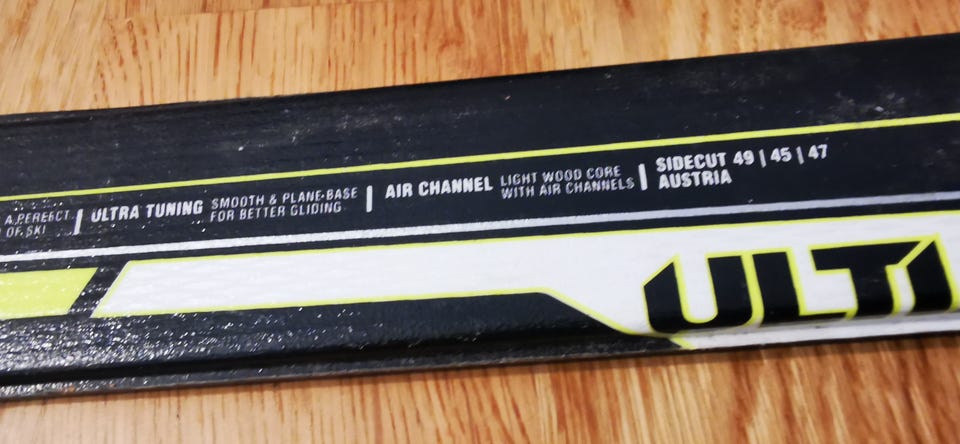 A PERFECT
OF SKI
ULTRA TUNING
SMOOTH & PLANE-BASE
FOR BETTER GLIDING
AIR CHANNEL
LIGHT WOOD CORE
WITH AIR CHANNELS
SIDECUT 49 | 45 | 47
AUSTRIA
ULTI